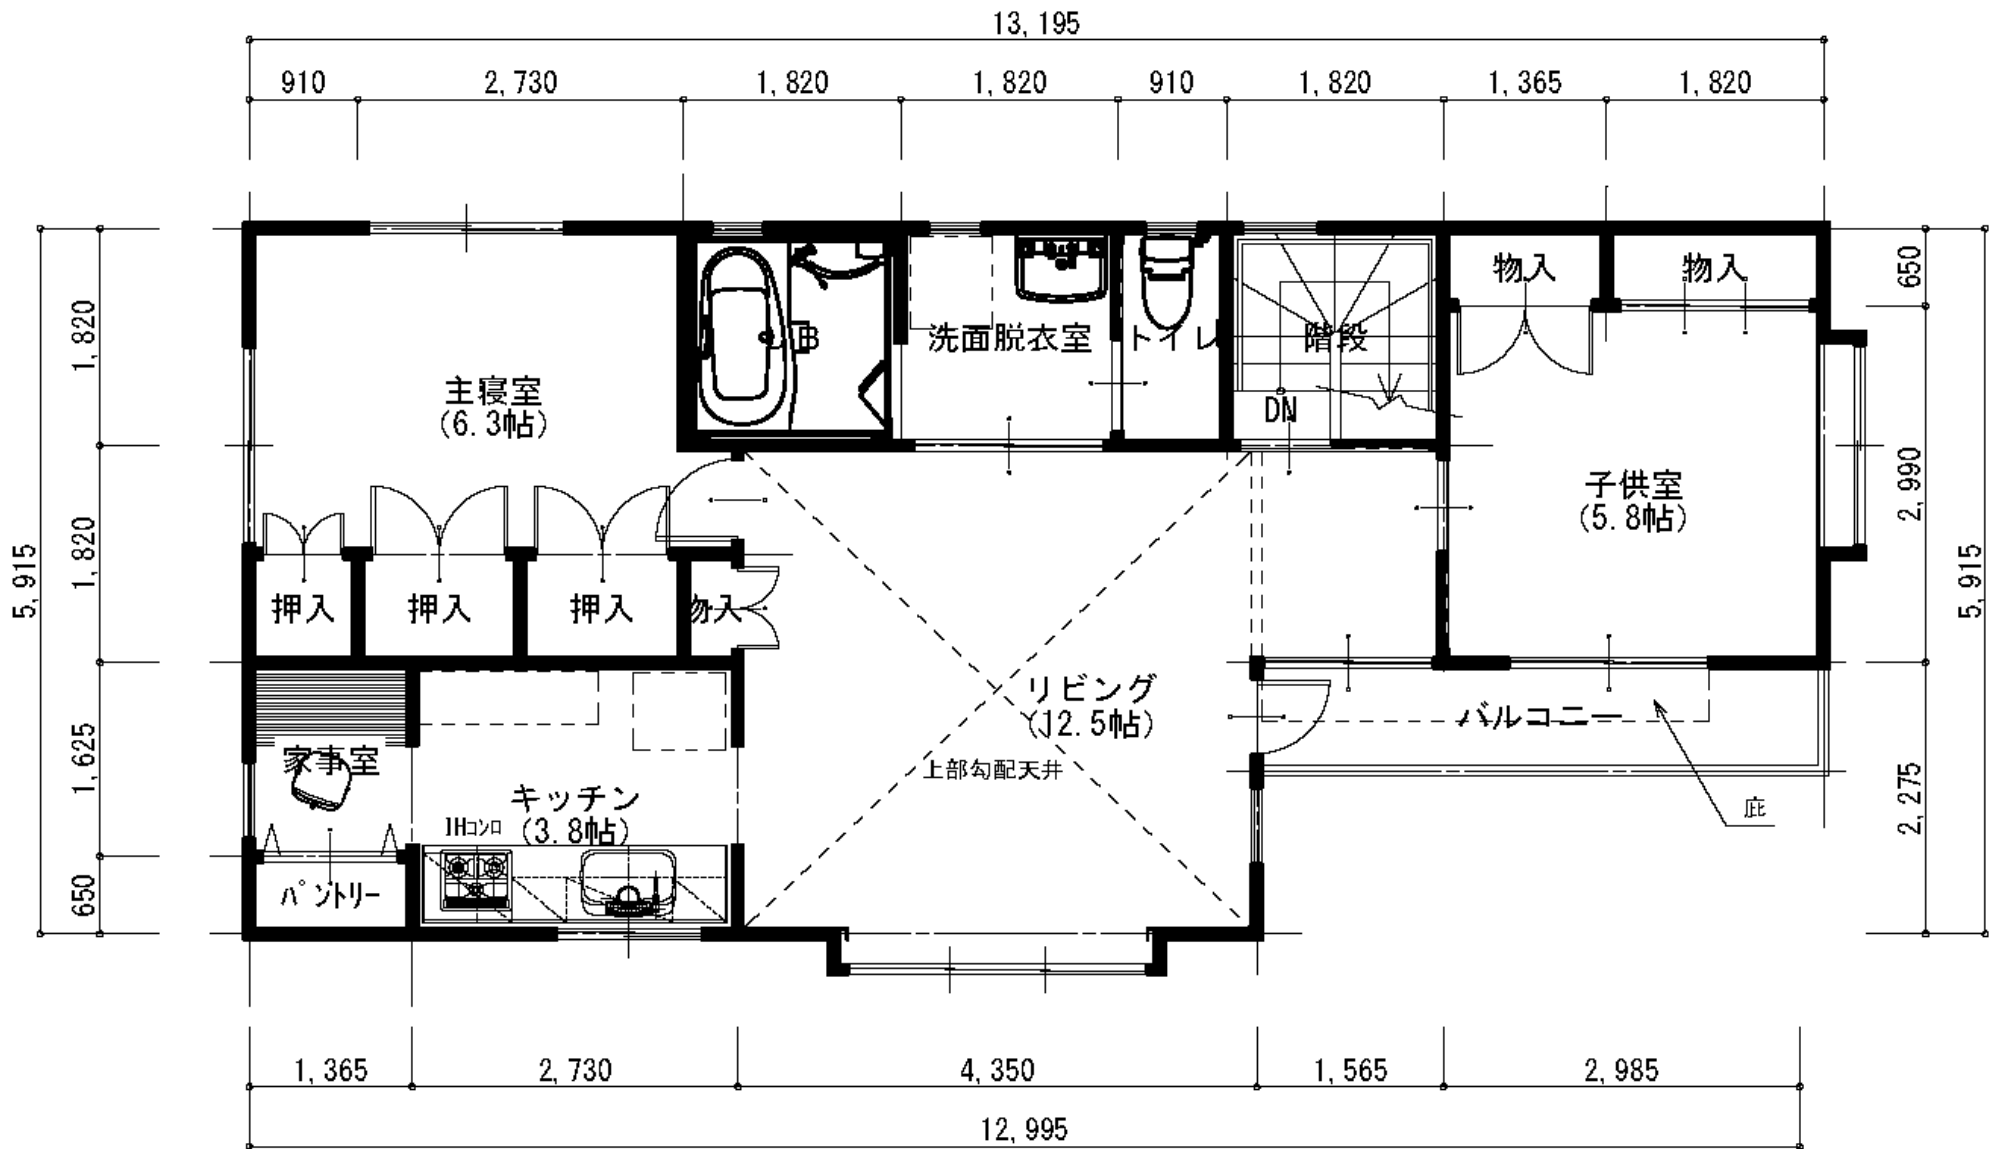 13,195
910
2,730
1,820
1,820
910
1,820
1,365
1,820
5,915
1,820
1,820
1,625
650
650
2,990
2,275
5,915
物入
物入
洗面脱衣室
トイレ
階段
DN
主寝室
(6.3帖)
子供室
(5.8帖)
押入
押入
押入
物入
リビング
(12.5帖)
バルコニー
上部勾配天井
家事室
キッチン
(3.8帖)
IHコンロ
庇
パントリー
1,365
2,730
4,350
1,565
2,985
12,995